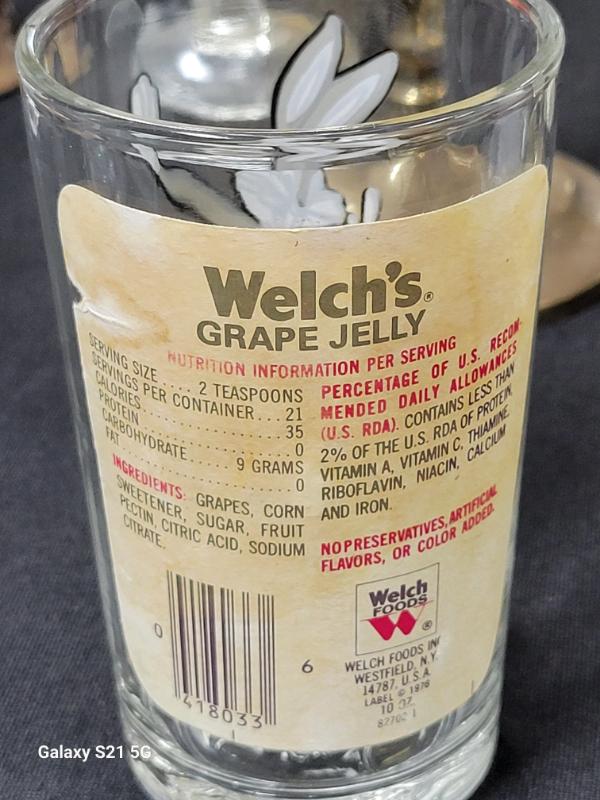 Welch's®
GRAPE JELLY
NUTRITION INFORMATION PER SERVING
SERVING SIZE .... 2 TEASPOONS
SERVINGS PER CONTAINER ... 21
CALORIES .................... 35
PROTEIN ...................... 0
CARBOHYDRATE ....... 9 GRAMS
FAT .......................... 0
INGREDIENTS: GRAPES, CORN
SWEETENER, SUGAR, FRUIT
PECTIN, CITRIC ACID, SODIUM
CITRATE.
PERCENTAGE OF U.S. RECOM-
MENDED DAILY ALLOWANCES
(U.S. RDA). CONTAINS LESS THAN
2% OF THE U.S. RDA OF PROTEIN,
VITAMIN A, VITAMIN C, THIAMINE,
RIBOFLAVIN, NIACIN, CALCIUM
AND IRON.
NO PRESERVATIVES, ARTIFICIAL
FLAVORS, OR COLOR ADDED.
0
418033
6
Welch
FOODS
®
WELCH FOODS INC
WESTFIELD, N.Y.
14787, U.S.A.
LABEL © 1976
10 OZ.
82702-1
Galaxy S21 5G